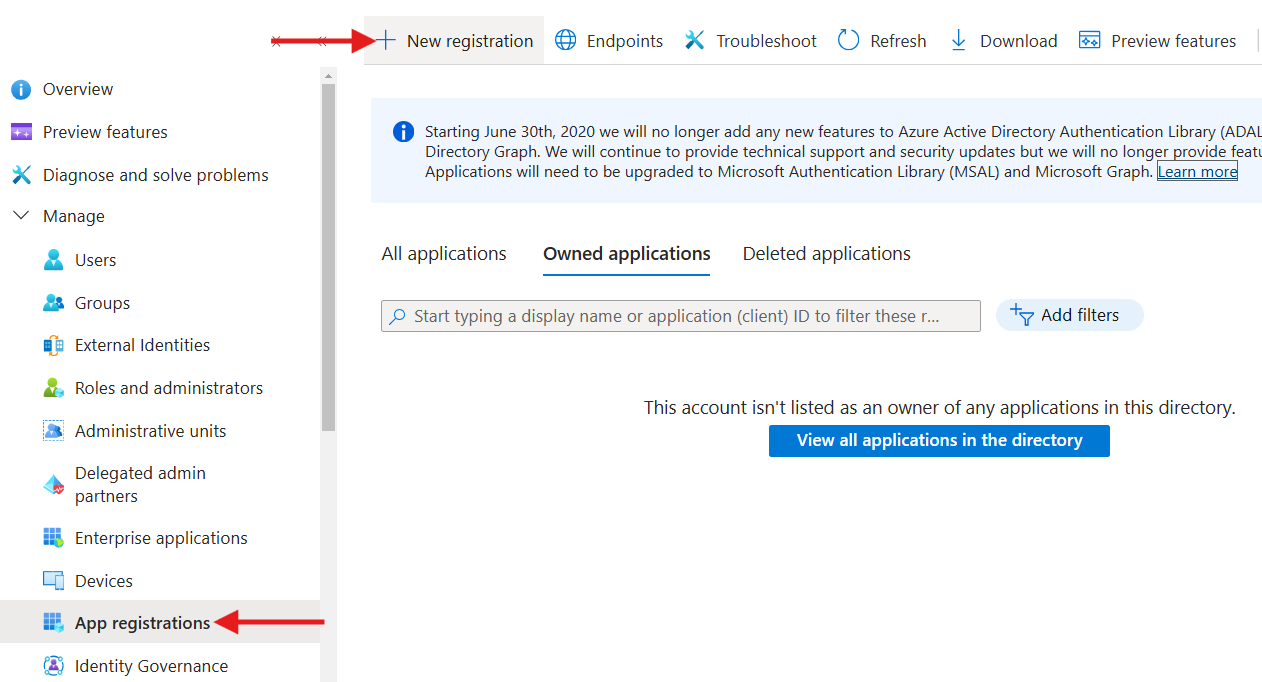 New registration
Endpoints
Troubleshoot
Refresh
Download
Preview features
Overview
Preview features
Diagnose and solve problems
Manage
Users
Groups
External Identities
Roles and administrators
Administrative units
Delegated admin
partners
Enterprise applications
Devices
App registrations
Identity Governance
Starting June 30th, 2020 we will no longer add any new features to Azure Active Directory Authentication Library (ADAL
Directory Graph. We will continue to provide technical support and security updates but we will no longer provide featu
Applications will need to be upgraded to Microsoft Authentication Library (MSAL) and Microsoft Graph. Learn more
All applications
Owned applications
Deleted applications
Start typing a display name or application (client) ID to filter these r...
Add filters
This account isn't listed as an owner of any applications in this directory.
View all applications in the directory